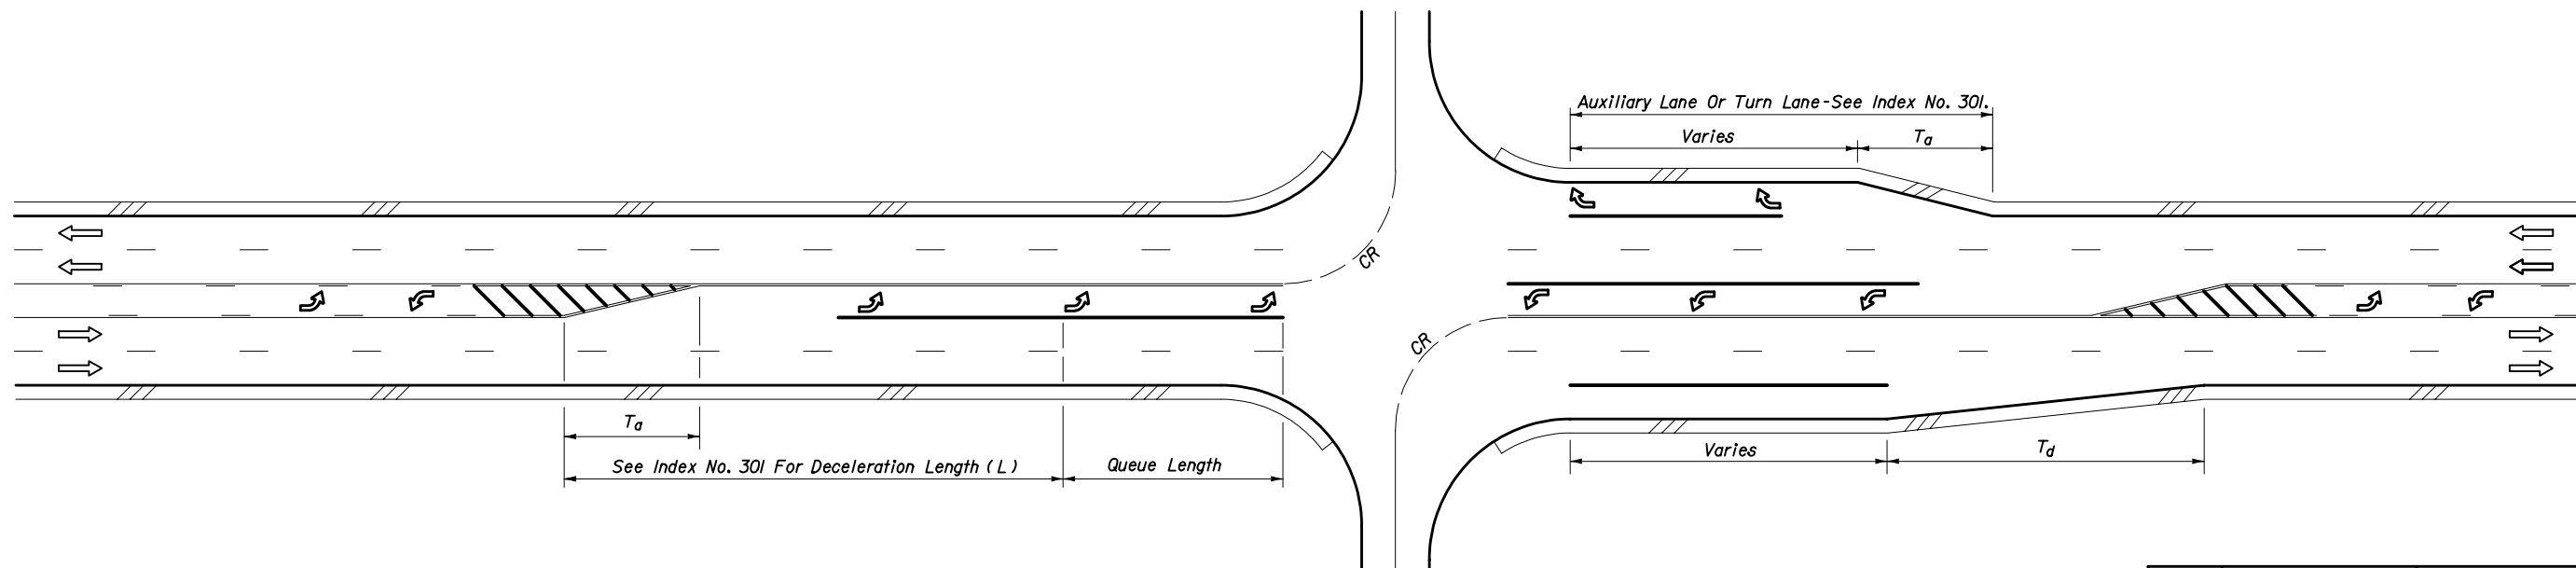 Auxiliary Lane Or Turn Lane-See Index No. 301.
Varies
Ta
CR
CR
Ta
See Index No. 301 For Deceleration Length (L)
Queue Length
Varies
Td